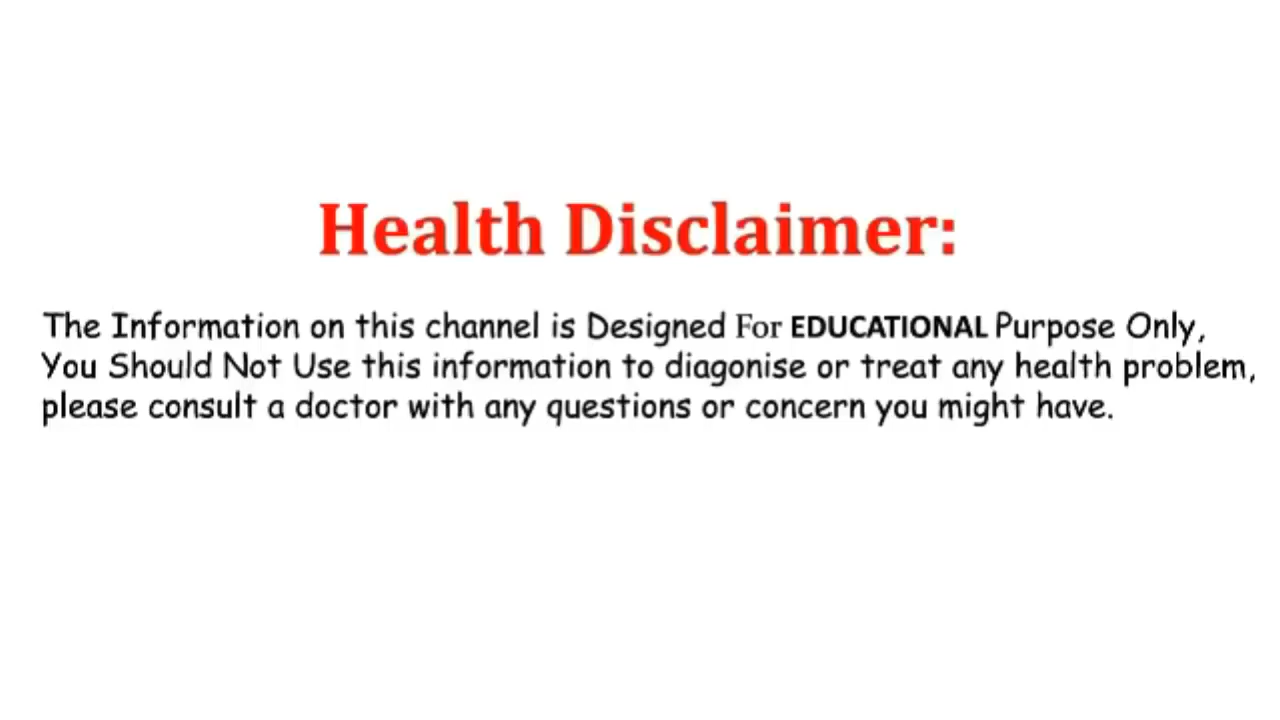 Health Disclaimer:
The Information on this channel is Designed For EDUCATIONAL Purpose Only,
You Should Not Use this information to diagonise or treat any health problem,
please consult a doctor with any questions or concern you might have.